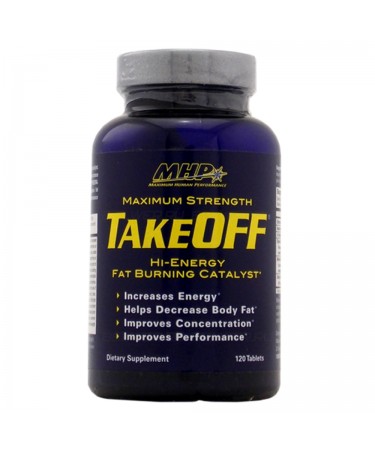 MHP
MAXIMUM HUMAN PERFORMANCE
MAXIMUM STRENGTH
TAKEOFF
HI-ENERGY
FAT BURNING CATALYST*
Increases Energy*
Helps Decrease Body Fat*
Improves Concentration*
Improves Performance*
Dietary Supplement
120 Tablets